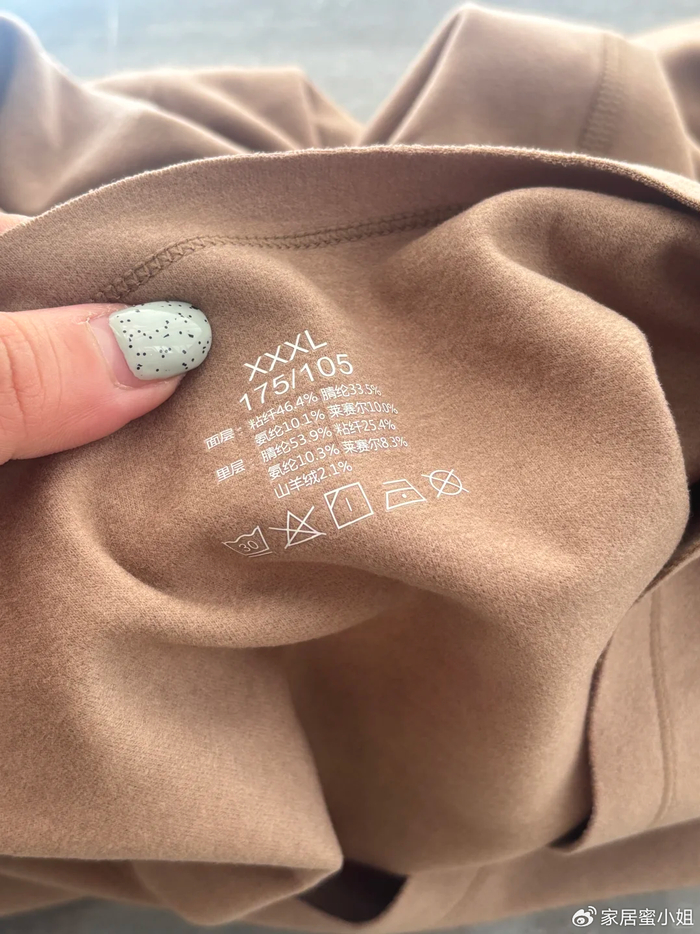 XXXL
175/105
面层：粘纤46.4% 腈纶33.5%
氨纶10.1% 莱赛尔10.0%
里层：腈纶53.9% 粘纤25.4%
氨纶10.3% 莱赛尔8.3%
山羊绒2.1%
30
家居蜜小姐